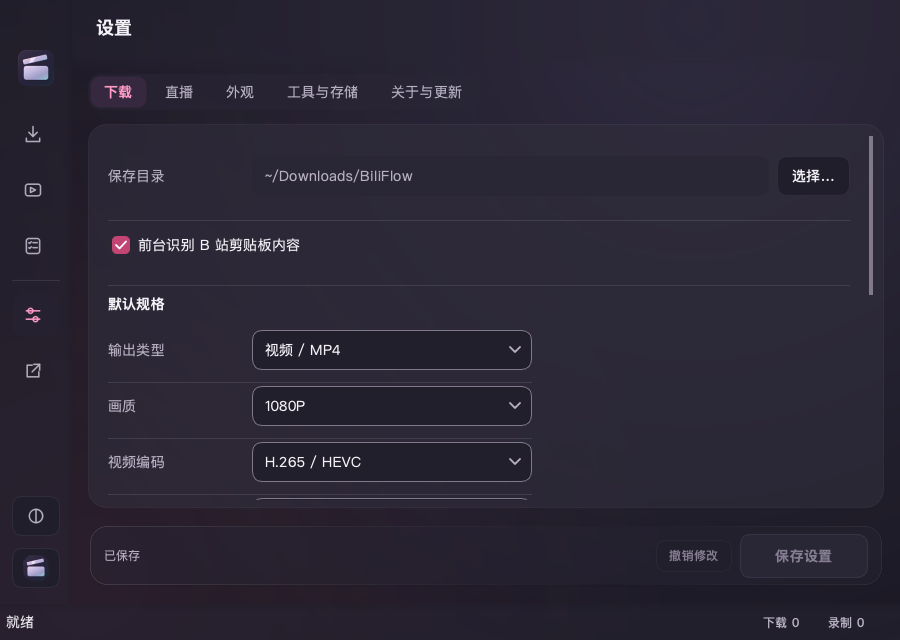 设置
下载 直播 外观 工具与存储 关于与更新
保存目录 ~/Downloads/BiliFlow 选择...
前台识别 B 站剪贴板内容
默认规格
输出类型 视频 / MP4
画质 1080P
视频编码 H.265 / HEVC
已保存 撤销修改 保存设置
就绪 下载 0 录制 0